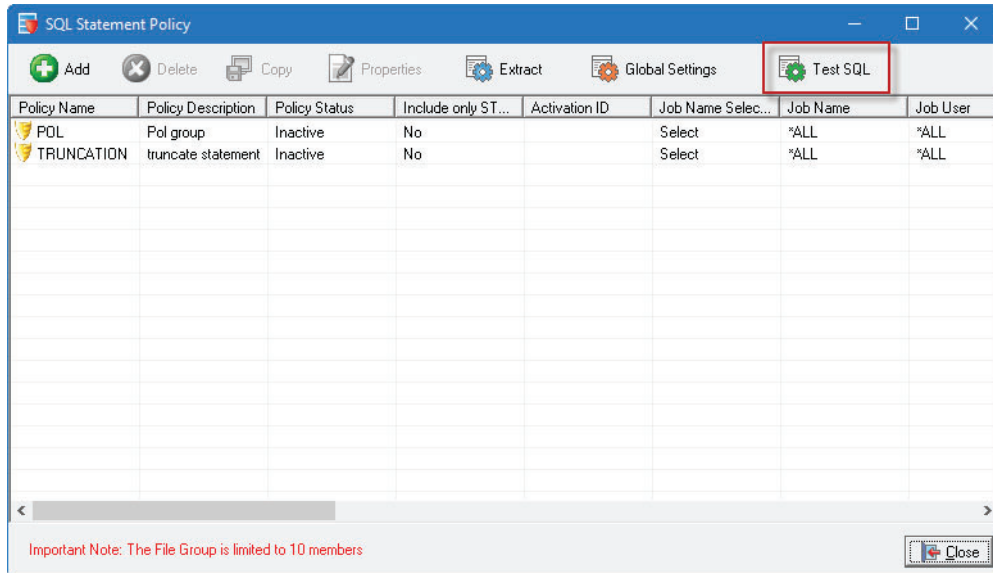 SQL Statement Policy
Add Delete Copy Properties Extract Global Settings Test SQL
Policy Name Policy Description Policy Status Include only ST... Activation ID Job Name Selec... Job Name Job User
POL Pol group Inactive No Select *ALL *ALL
TRUNCATION truncate statement Inactive No Select *ALL *ALL
Important Note: The File Group is limited to 10 members
Close